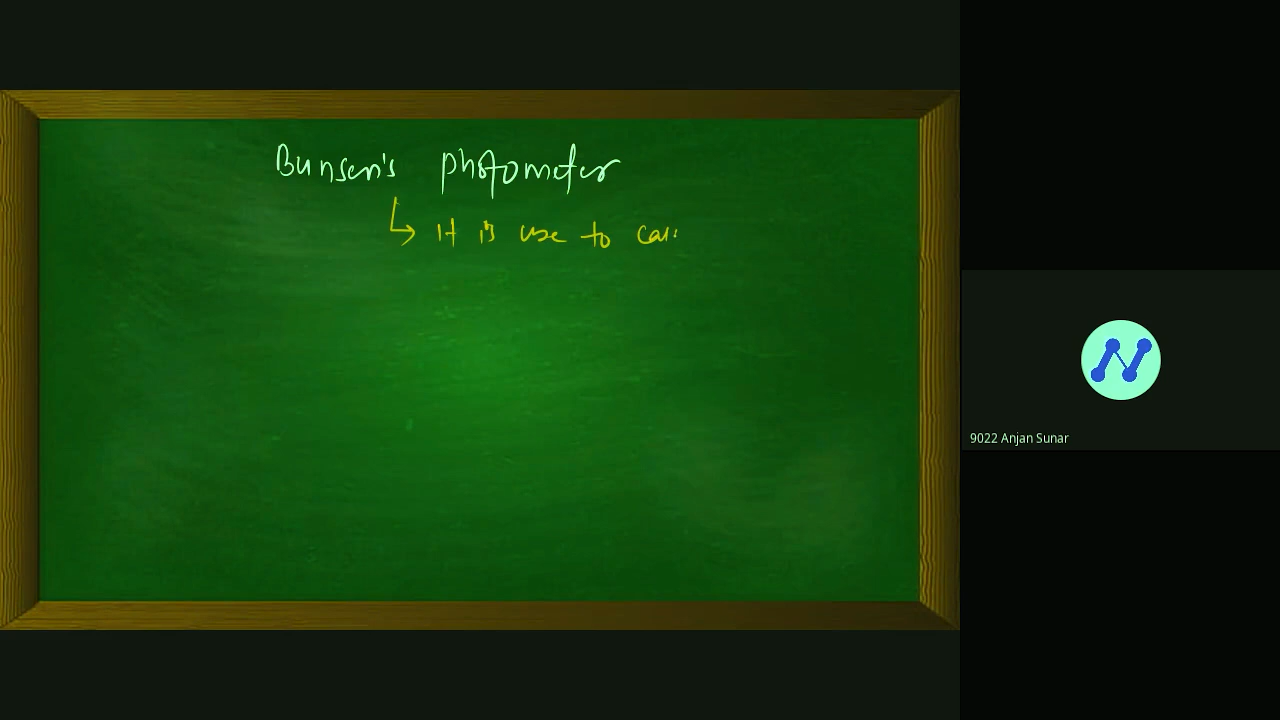 Bunsen's photometer
↳ It is use to
9022 Anjan Sunar